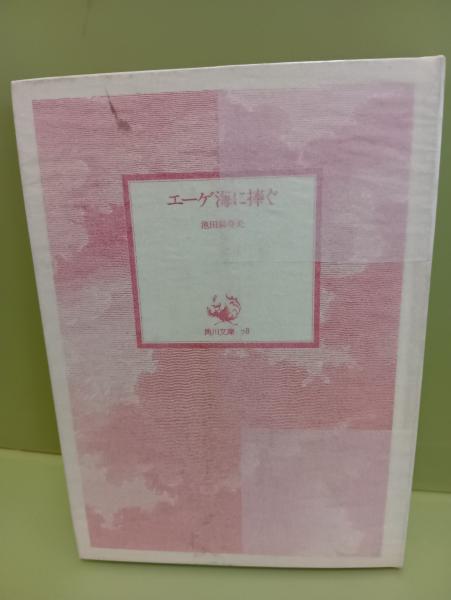 エーゲ海に捧ぐ
池田満寿夫
角川文庫